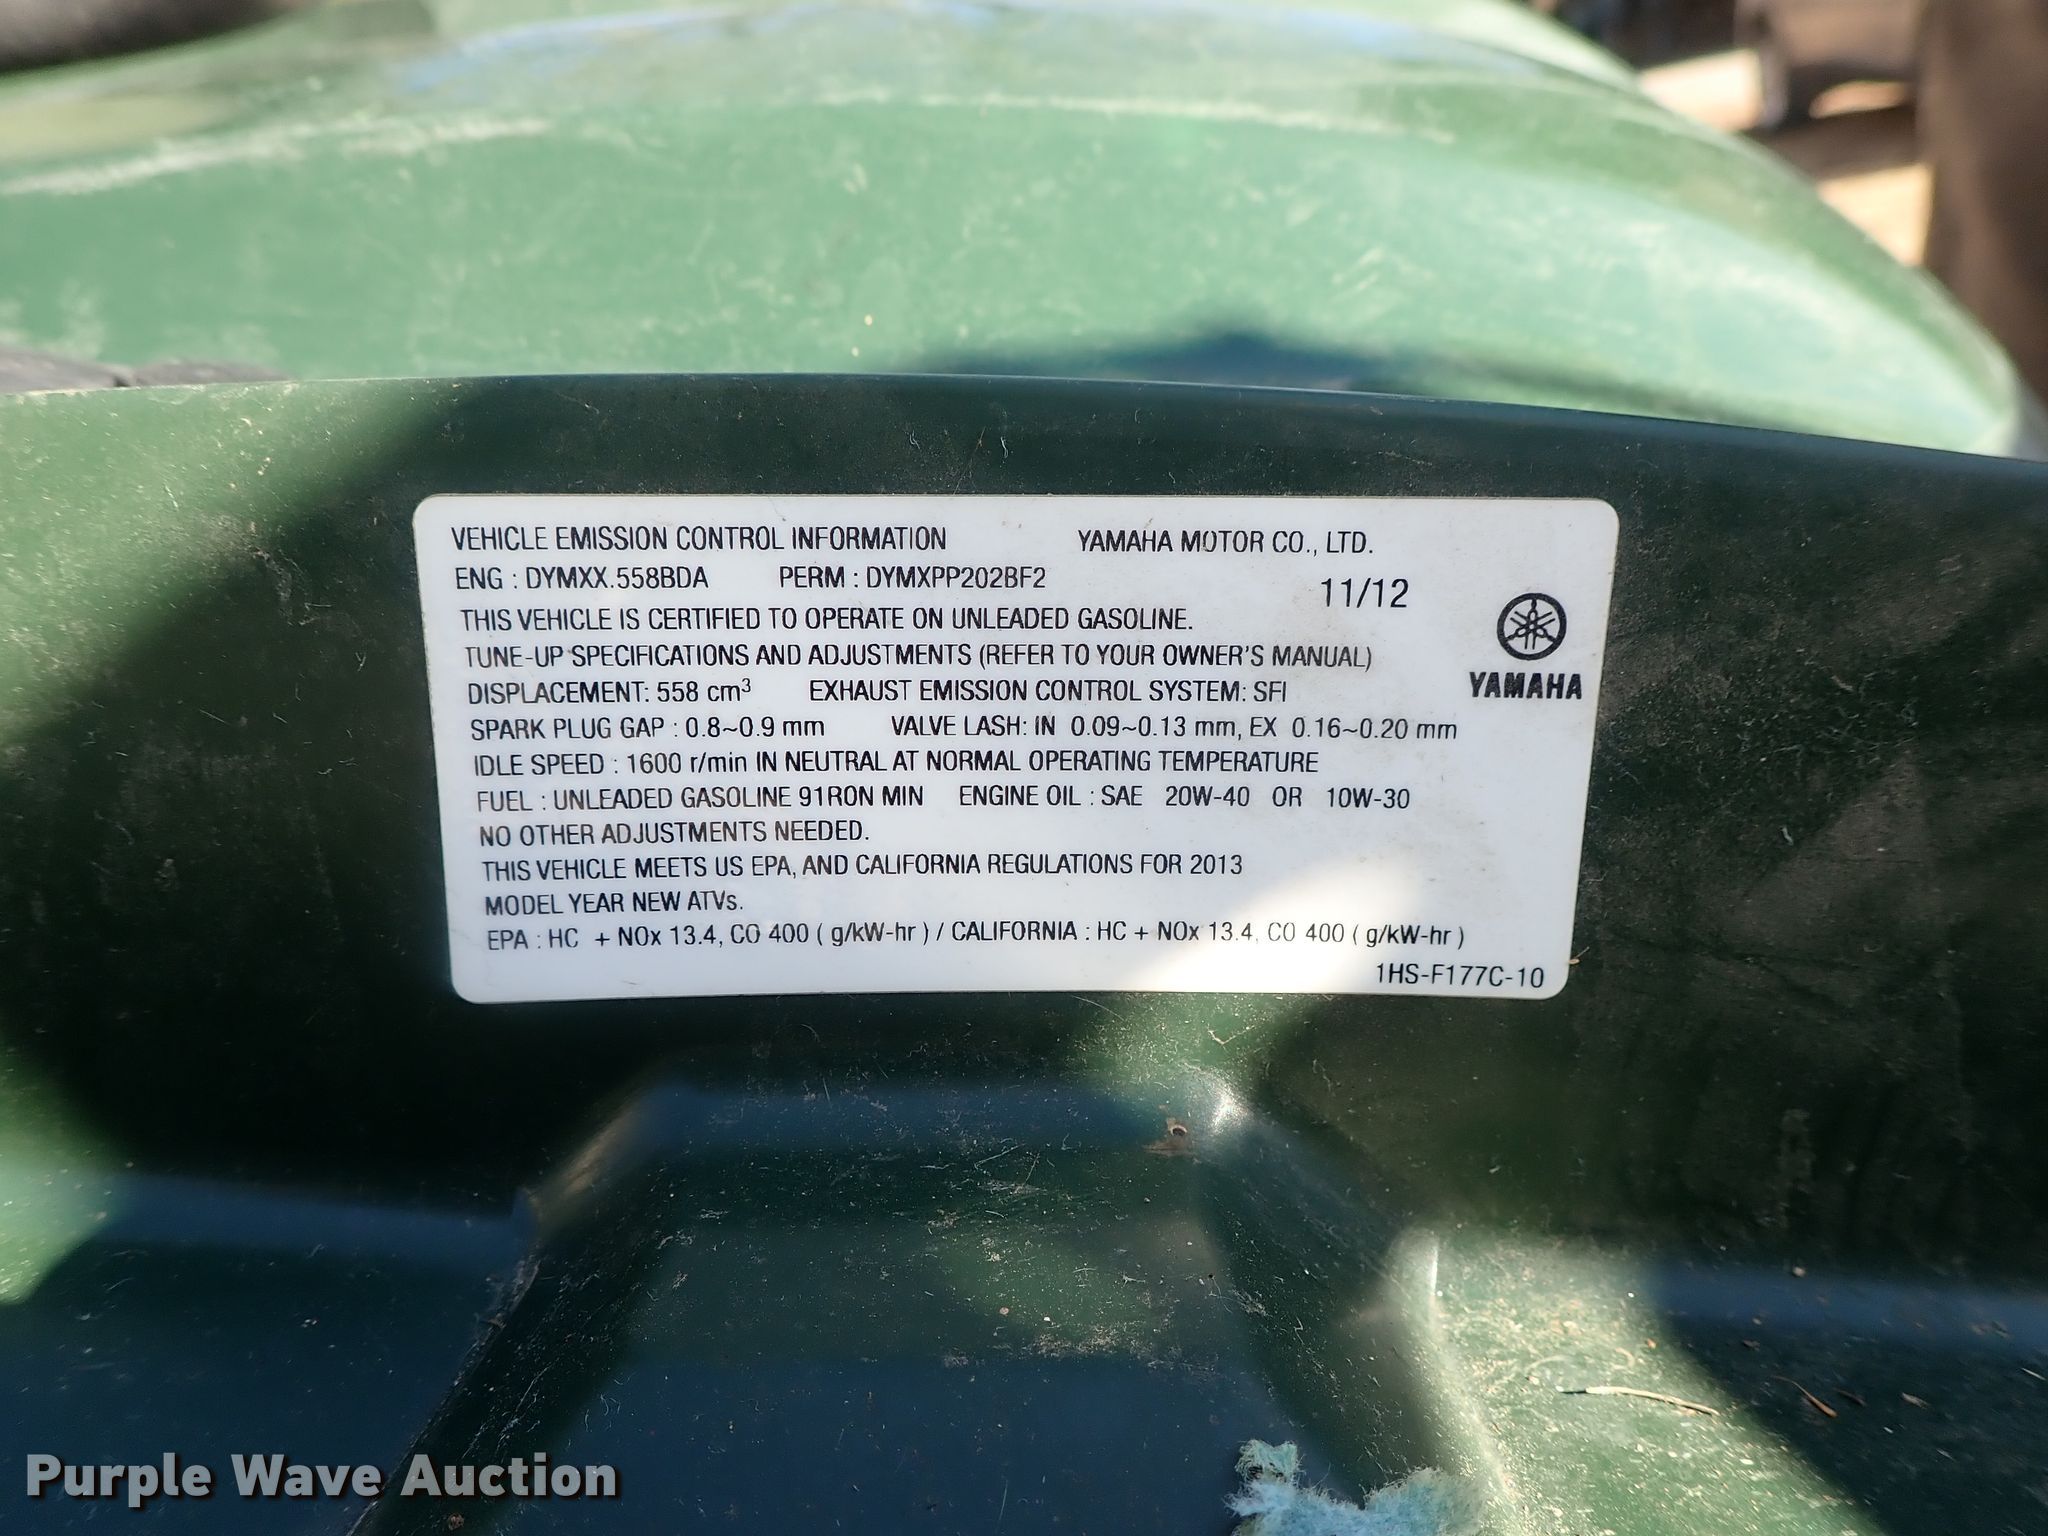 VEHICLE EMISSION CONTROL INFORMATION YAMAHA MOTOR CO., LTD.
ENG : DYMXX.558BDA PERM : DYMXPP202BF2
11/12
THIS VEHICLE IS CERTIFIED TO OPERATE ON UNLEADED GASOLINE.
TUNE-UP SPECIFICATIONS AND ADJUSTMENTS (REFER TO YOUR OWNER'S MANUAL)
DISPLACEMENT: 558 cm³ EXHAUST EMISSION CONTROL SYSTEM: SFI
YAMAHA
SPARK PLUG GAP : 0.8~0.9 mm VALVE LASH: IN 0.09~0.13 mm, EX 0.16~0.20 mm
IDLE SPEED : 1600 r/min IN NEUTRAL AT NORMAL OPERATING TEMPERATURE
FUEL : UNLEADED GASOLINE 91RON MIN ENGINE OIL : SAE 20W-40 OR 10W-30
NO OTHER ADJUSTMENTS NEEDED.
THIS VEHICLE MEETS US EPA, AND CALIFORNIA REGULATIONS FOR 2013
MODEL YEAR NEW ATVs.
EPA : HC + NOx 13.4, CO 400 ( g/kW-hr ) / CALIFORNIA : HC + NOx 13.4, CO 400 ( g/kW-hr )
1HS-F177C-10
Purple Wave Auction